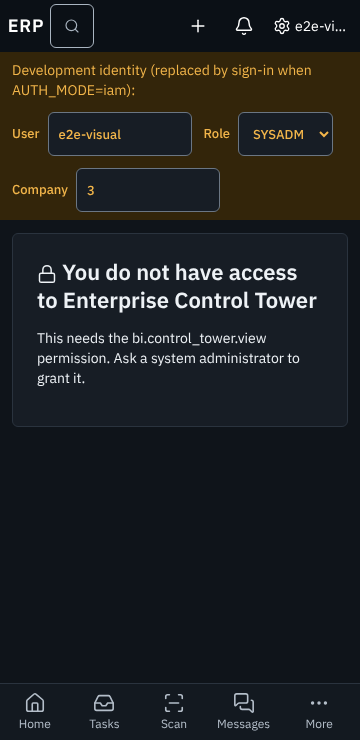 ERP
e2e-vi...
Development identity (replaced by sign-in when
AUTH_MODE=iam):
User e2e-visual Role SYSADM
Company 3
You do not have access
to Enterprise Control Tower
This needs the bi.control_tower.view
permission. Ask a system administrator to
grant it.
Home Tasks Scan Messages More